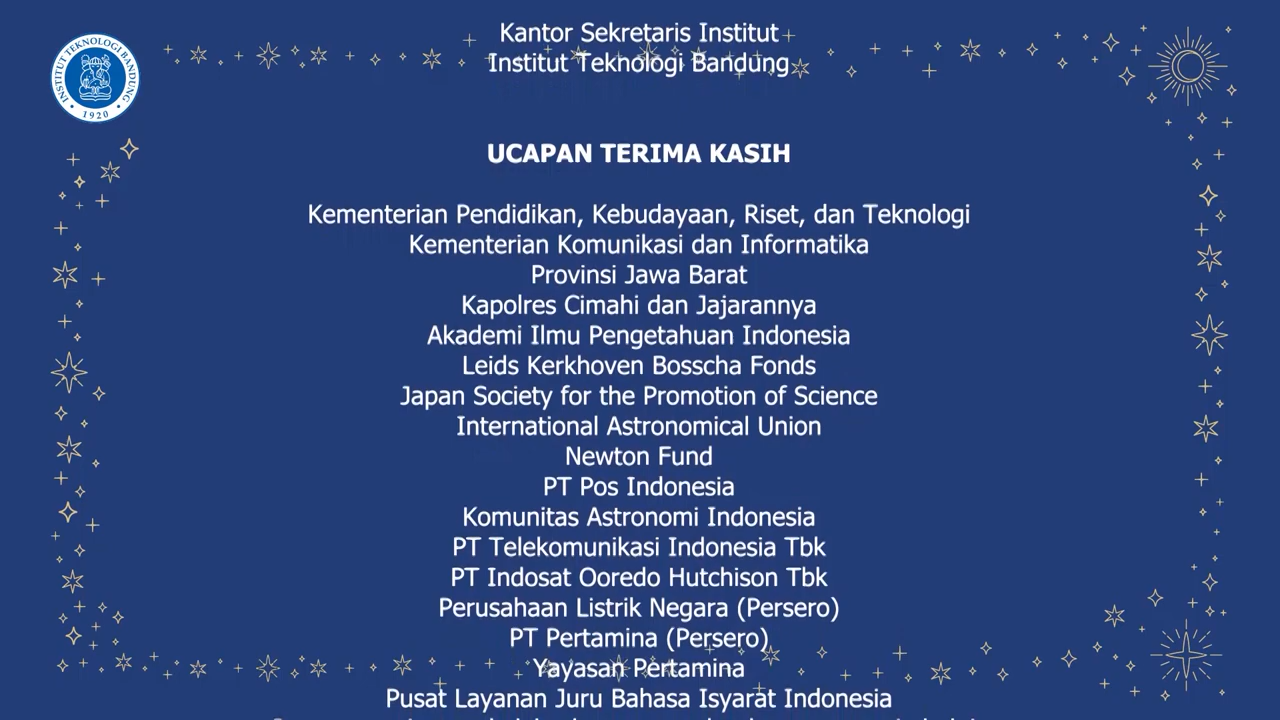 Kantor Sekretaris Institut
Institut Teknologi Bandung
INSTITUT TEKNOLOGI BANDUNG
1920
UCAPAN TERIMA KASIH
Kementerian Pendidikan, Kebudayaan, Riset, dan Teknologi
Kementerian Komunikasi dan Informatika
Provinsi Jawa Barat
Kapolres Cimahi dan Jajarannya
Akademi Ilmu Pengetahuan Indonesia
Leids Kerkhoven Bosscha Fonds
Japan Society for the Promotion of Science
International Astronomical Union
Newton Fund
PT Pos Indonesia
Komunitas Astronomi Indonesia
PT Telekomunikasi Indonesia Tbk
PT Indosat Ooredo Hutchison Tbk
Perusahaan Listrik Negara (Persero)
PT Pertamina (Persero)
Yayasan Pertamina
Pusat Layanan Juru Bahasa Isyarat Indonesia